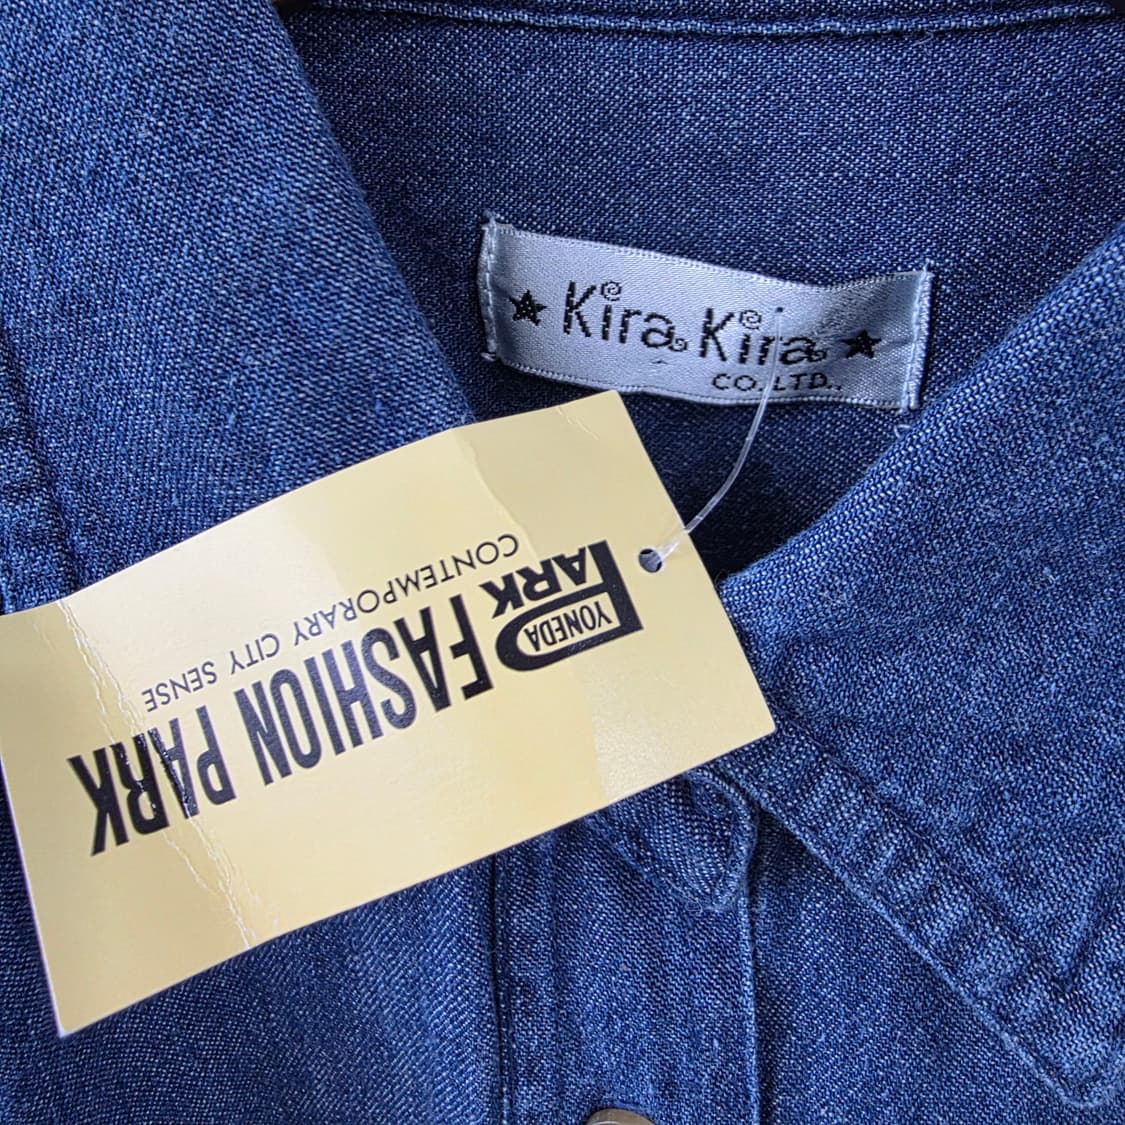 ★ Kira Kira ★
CO.,LTD.,
YONEDA
PARK
FASHION PARK
CONTEMPORARY CITY SENSE